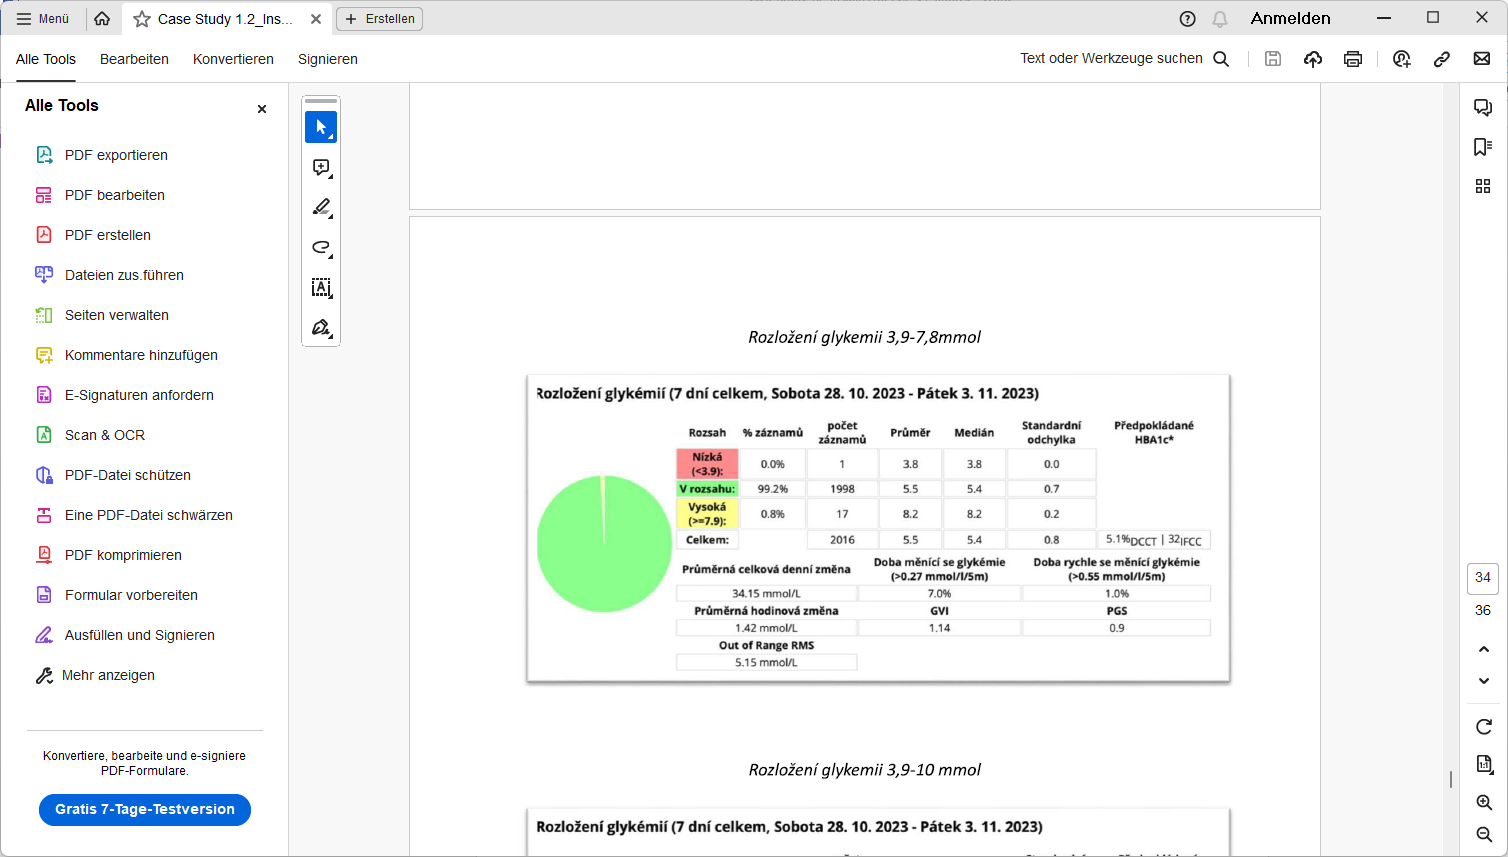 Menü
Case Study 1.2_Ins...
Erstellen
Anmelden
Alle Tools
Bearbeiten
Konvertieren
Signieren
Text oder Werkzeuge suchen
Alle Tools
PDF exportieren
PDF bearbeiten
PDF erstellen
Dateien zus.führen
Seiten verwalten
Kommentare hinzufügen
E-Signaturen anfordern
Scan & OCR
PDF-Datei schützen
Eine PDF-Datei schwärzen
PDF komprimieren
Formular vorbereiten
Ausfüllen und Signieren
Mehr anzeigen
Konvertiere, bearbeite und e-signiere
PDF-Formulare.
Gratis 7-Tage-Testversion
Rozložení glykemii 3,9-7,8mmol
Rozložení glykémií (7 dní celkem, Sobota 28. 10. 2023 - Pátek 3. 11. 2023)
Rozsah % záznamů počet záznamů Průměr Medián Standardní odchylka Předpokládané HBA1c*
Nízká (<3.9): 0.0% 1 3.8 3.8 0.0
V rozsahu: 99.2% 1998 5.5 5.4 0.7
Vysoká (>=7.9): 0.8% 17 8.2 8.2 0.2
Celkem: 2016 5.5 5.4 0.8 5.1%DCCT | 32IFCC
Průměrná celková denní změna Doba měnící se glykémie (>0.27 mmol/l/5m) Doba rychle se měnící glykémie (>0.55 mmol/l/5m)
34.15 mmol/L 7.0% 1.0%
Průměrná hodinová změna GVI PGS
1.42 mmol/L 1.14 0.9
Out of Range RMS
5.15 mmol/L
Rozložení glykemii 3,9-10 mmol
Rozložení glykémií (7 dní celkem, Sobota 28. 10. 2023 - Pátek 3. 11. 2023)
34
36
1:1